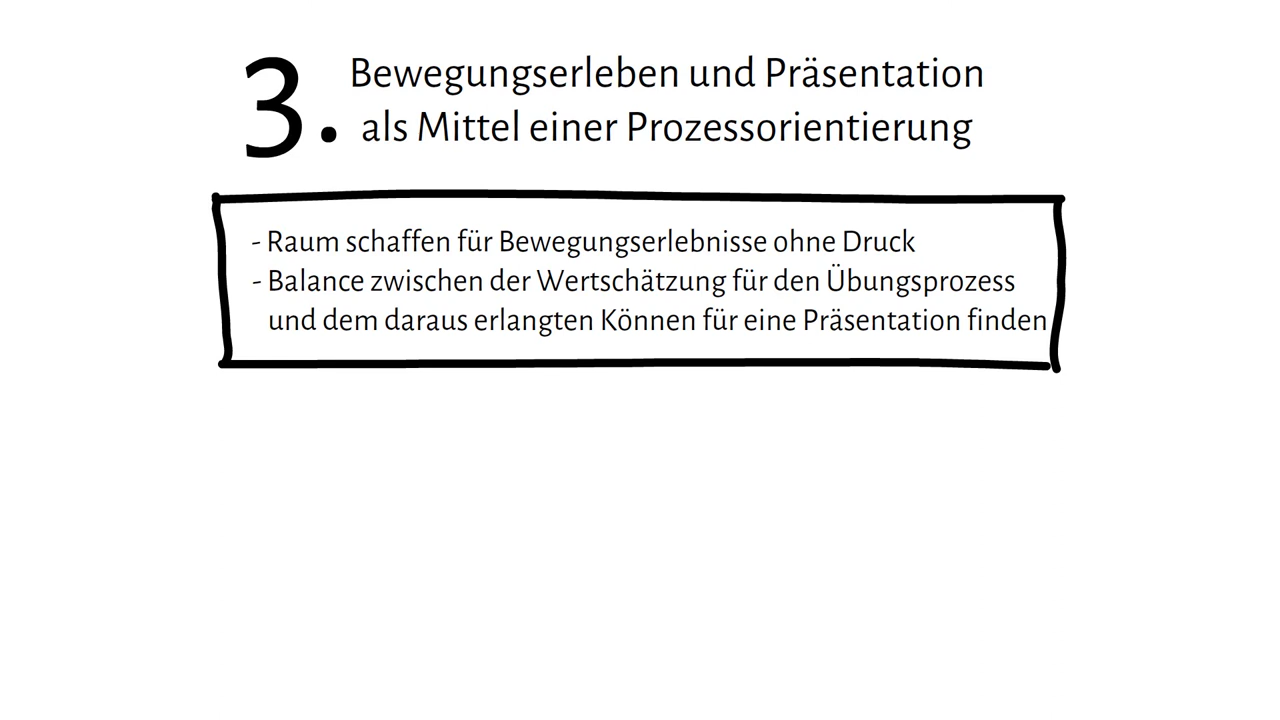 3. Bewegungserleben und Präsentation
als Mittel einer Prozessorientierung
- Raum schaffen für Bewegungserlebnisse ohne Druck
- Balance zwischen der Wertschätzung für den Übungsprozess
und dem daraus erlangten Können für eine Präsentation finden